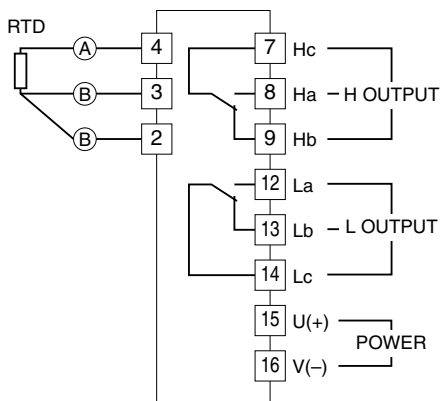 RTD
A 4 7 Hc
B 3 8 Ha H OUTPUT
B 2 9 Hb
12 La
13 Lb L OUTPUT
14 Lc
15 U(+)
POWER
16 V(–)